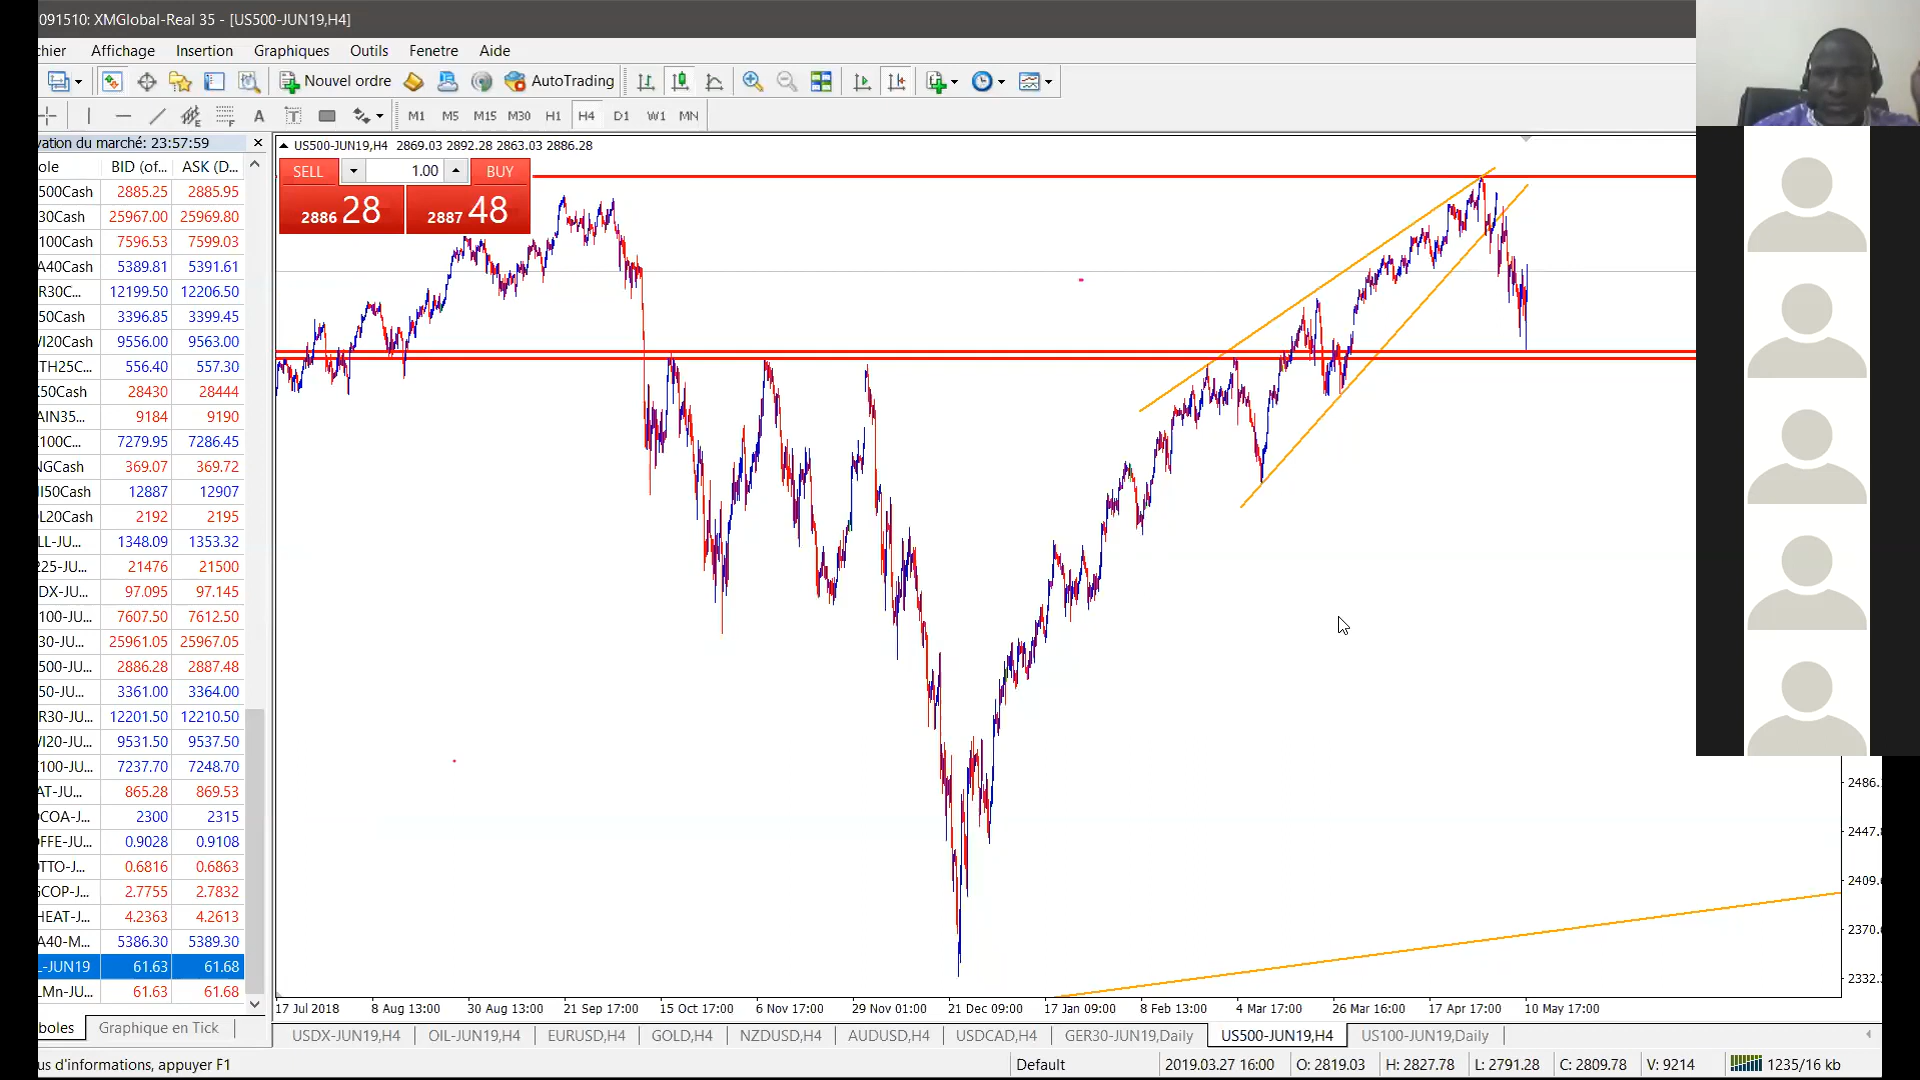 091510: XMGlobal-Real 35 - [US500-JUN19,H4]
chier Affichage Insertion Graphiques Outils Fenetre Aide
Nouvel ordre AutoTrading
M1 M5 M15 M30 H1 H4 D1 W1 MN
vation du marché: 23:57:59
US500-JUN19,H4 2869.03 2892.28 2863.03 2886.28
SELL 1.00 BUY
2886 28 2887 48
ole BID (of... ASK (D...
500Cash 2885.25 2885.95
30Cash 25967.00 25969.80
100Cash 7596.53 7599.03
A40Cash 5389.81 5391.61
R30C... 12199.50 12206.50
50Cash 3396.85 3399.45
VI20Cash 9556.00 9563.00
TH25C... 556.40 557.30
50Cash 28430 28444
AIN35... 9184 9190
100C... 7279.95 7286.45
NGCash 369.07 369.72
I50Cash 12887 12907
L20Cash 2192 2195
LL-JU... 1348.09 1353.32
225-JU... 21476 21500
DX-JU... 97.095 97.145
100-JU... 7607.50 7612.50
30-JU... 25961.05 25967.05
500-JU... 2886.28 2887.48
50-JU... 3361.00 3364.00
R30-JU... 12201.50 12210.50
VI20-JU... 9531.50 9537.50
100-JU... 7237.70 7248.70
AT-JU... 865.28 869.53
OCOA-J... 2300 2315
FFE-JU... 0.9028 0.9108
TTO-J... 0.6816 0.6863
GCOP-J... 2.7755 2.7832
HEAT-J... 4.2363 4.2613
A40-M... 5386.30 5389.30
L-JUN19 61.63 61.68
LMn-JU... 61.63 61.68
2486.
2447.
2409.
2370.
2332.
17 Jul 2018 8 Aug 13:00 30 Aug 13:00 21 Sep 17:00 15 Oct 17:00 6 Nov 17:00 29 Nov 01:00 21 Dec 09:00 17 Jan 09:00 8 Feb 13:00 4 Mar 17:00 26 Mar 16:00 17 Apr 17:00 10 May 17:00
boles Graphique en Tick
USDX-JUN19,H4 OIL-JUN19,H4 EURUSD,H4 GOLD,H4 NZDUSD,H4 AUDUSD,H4 USDCAD,H4 GER30-JUN19,Daily US500-JUN19,H4 US100-JUN19,Daily
us d'informations, appuyer F1 Default 2019.03.27 16:00 O: 2819.03 H: 2827.78 L: 2791.28 C: 2809.78 V: 9214 1235/16 kb